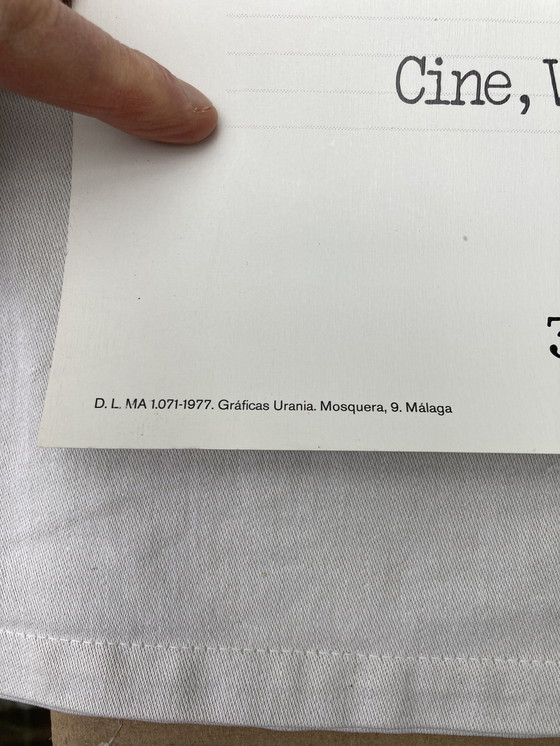 Cine,
D. L. MA 1.071-1977. Gráficas Urania. Mosquera, 9. Málaga